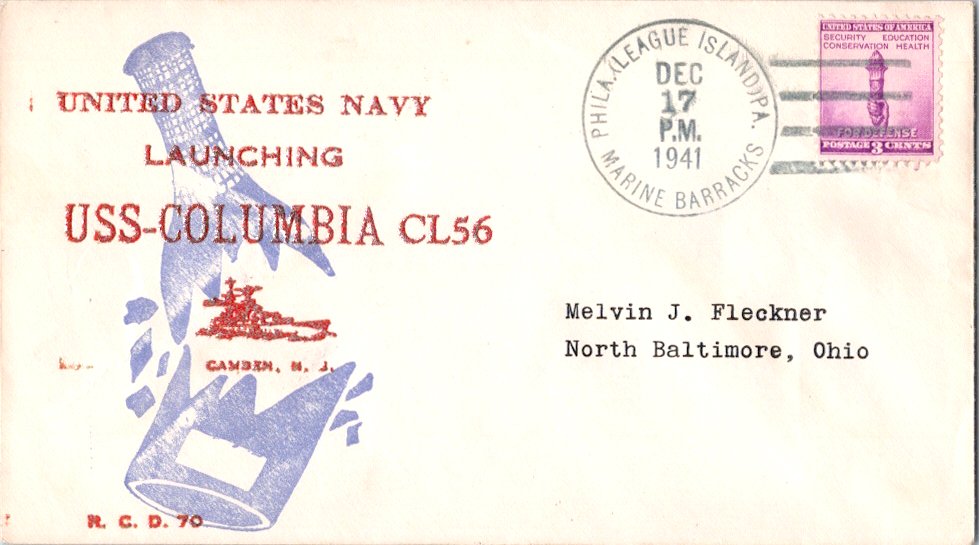 UNITED STATES NAVY
LAUNCHING
USS-COLUMBIA CL56
CAMDEN, N. J.
R. C. D. 70
PHILA.(LEAGUE ISLAND)PA.
DEC
17
P.M.
1941
MARINE BARRACKS
UNITED STATES OF AMERICA
SECURITY EDUCATION
CONSERVATION HEALTH
FOR DEFENSE
POSTAGE 3 CENTS
Melvin J. Fleckner
North Baltimore, Ohio